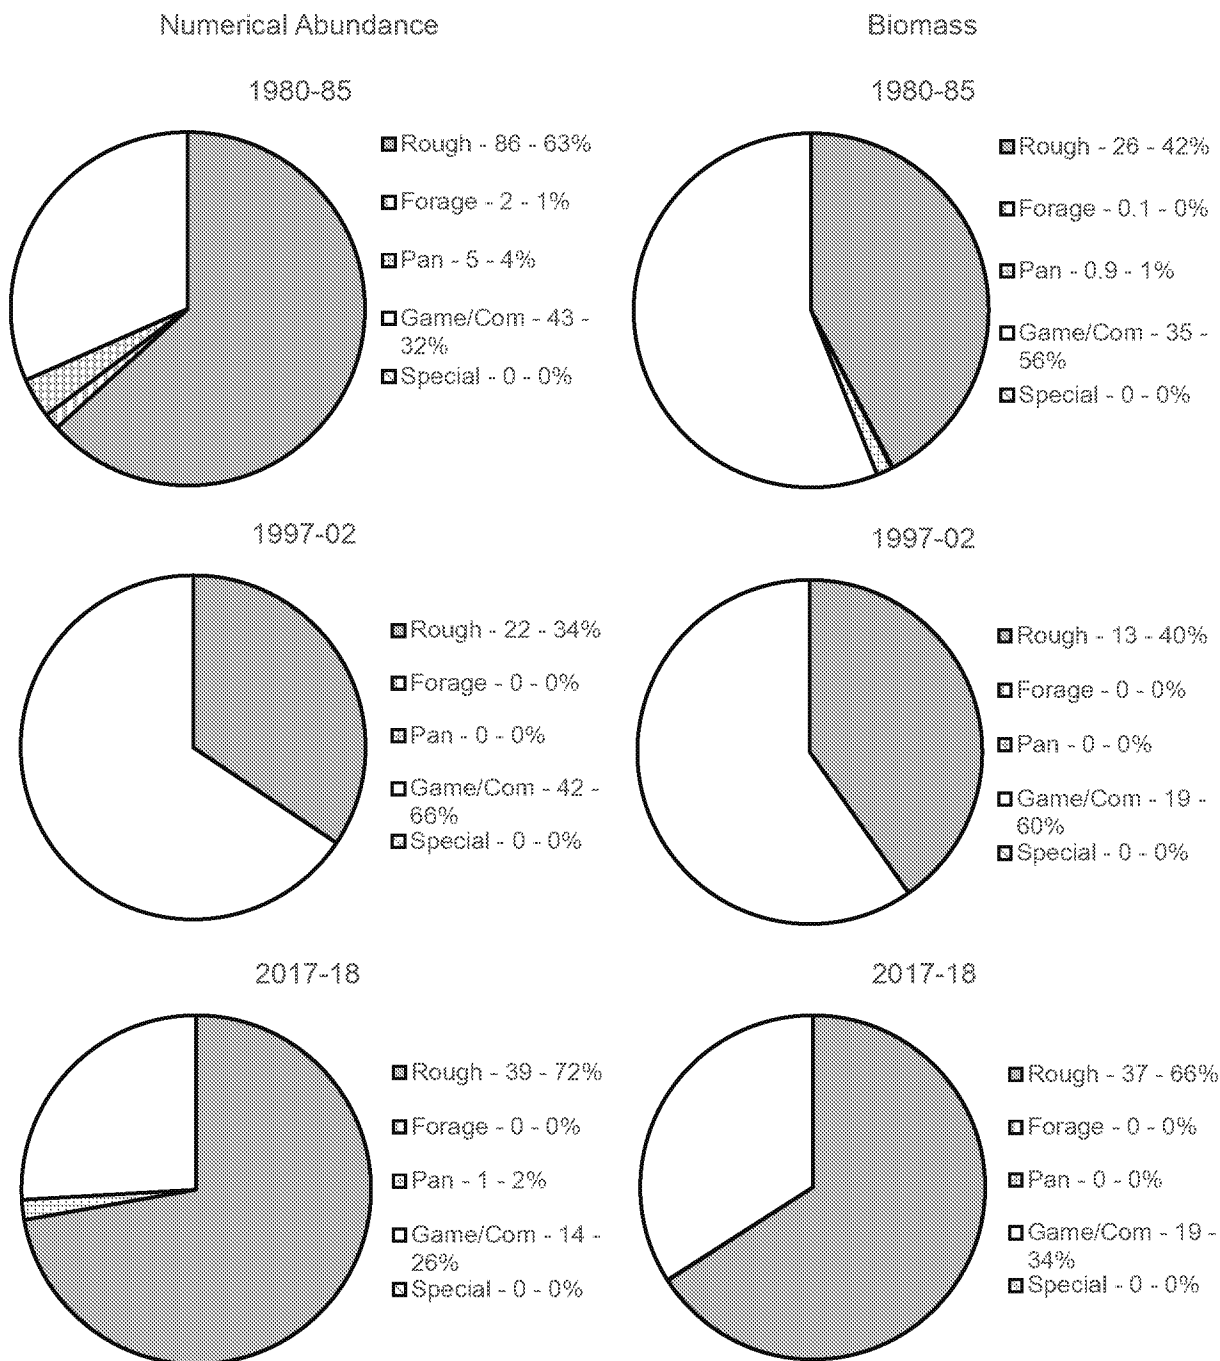 Numerical Abundance
Biomass
1980-85
Rough - 86 - 63%
Forage - 2 - 1%
Pan - 5 - 4%
Game/Com - 43 -
32%
Special - 0 - 0%
1980-85
Rough - 26 - 42%
Forage - 0.1 - 0%
Pan - 0.9 - 1%
Game/Com - 35 -
56%
Special - 0 - 0%
1997-02
Rough - 22 - 34%
Forage - 0 - 0%
Pan - 0 - 0%
Game/Com - 42 -
66%
Special - 0 - 0%
1997-02
Rough - 13 - 40%
Forage - 0 - 0%
Pan - 0 - 0%
Game/Com - 19 -
60%
Special - 0 - 0%
2017-18
Rough - 39 - 72%
Forage - 0 - 0%
Pan - 1 - 2%
Game/Com - 14 -
26%
Special - 0 - 0%
2017-18
Rough - 37 - 66%
Forage - 0 - 0%
Pan - 0 - 0%
Game/Com - 19 -
34%
Special - 0 - 0%